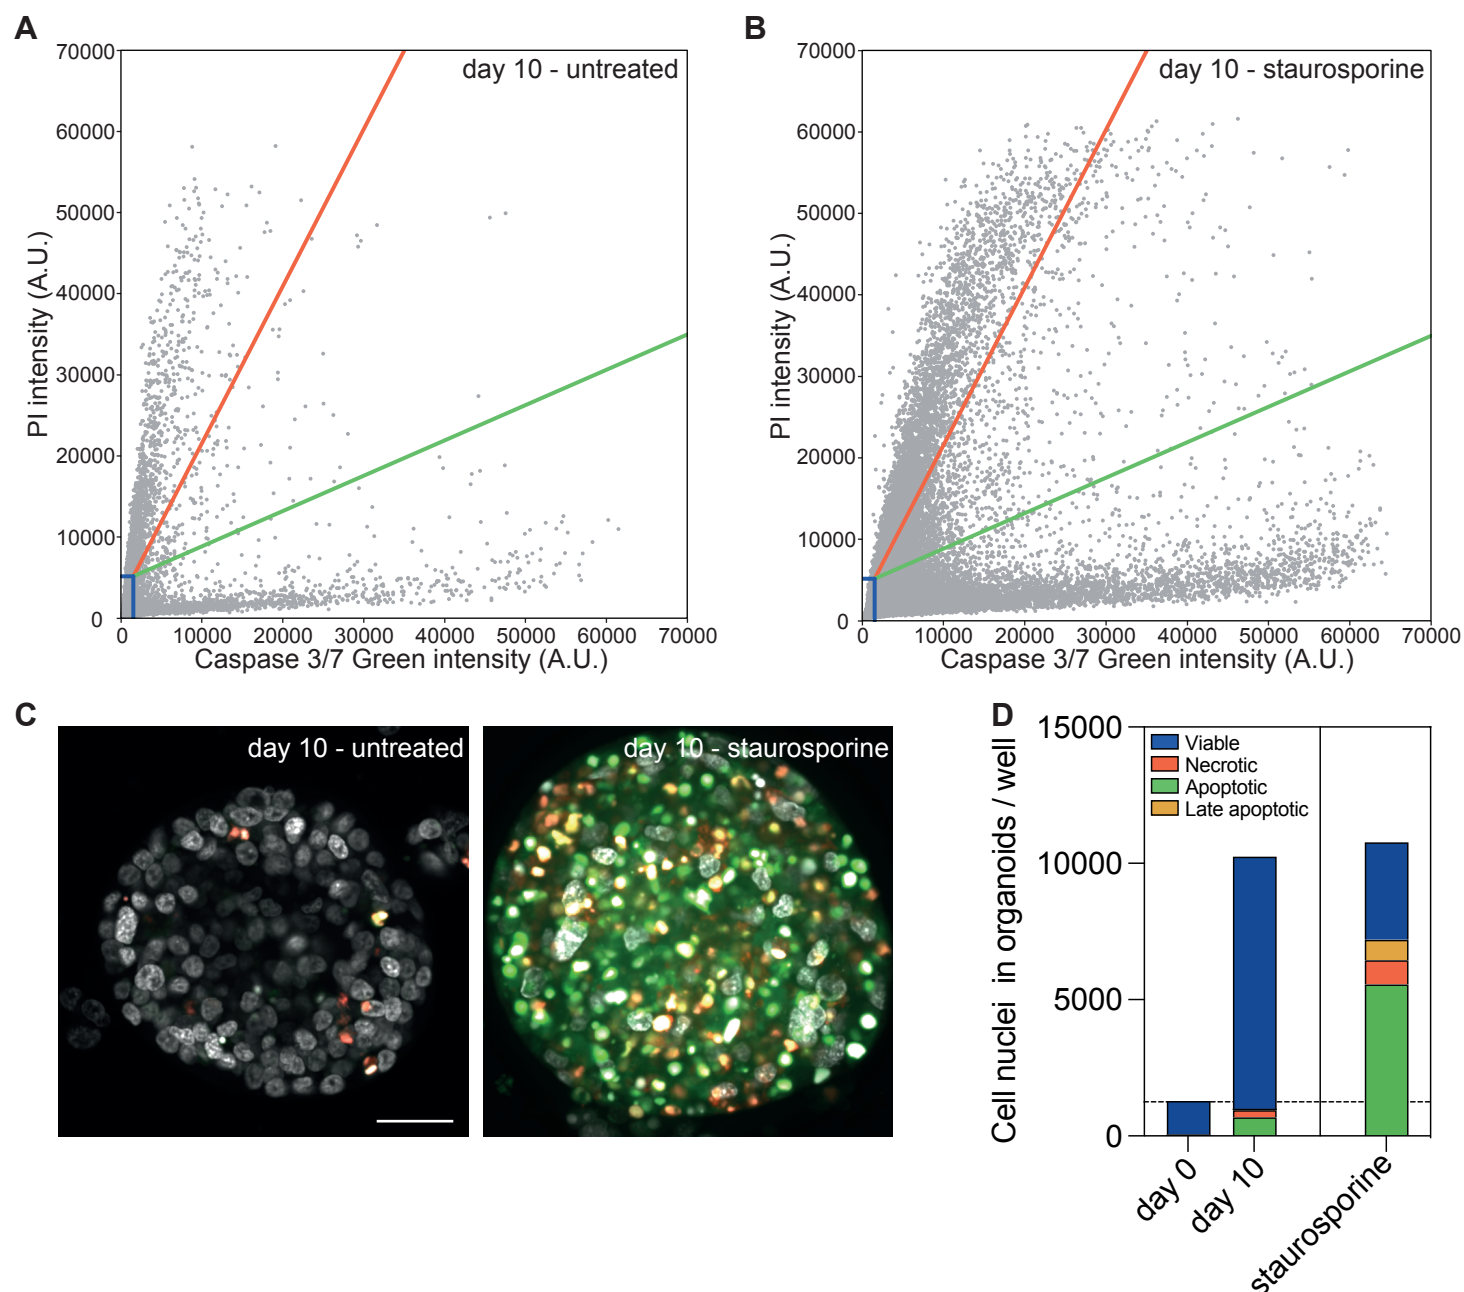 A
day 10 - untreated
70000
60000
50000
40000
30000
20000
10000
0
PI intensity (A.U.)
0 10000 20000 30000 40000 50000 60000 70000
Caspase 3/7 Green intensity (A.U.)
B
day 10 - staurosporine
70000
60000
50000
40000
30000
20000
10000
0
PI intensity (A.U.)
0 10000 20000 30000 40000 50000 60000 70000
Caspase 3/7 Green intensity (A.U.)
C
day 10 - untreated
day 10 - staurosporine
D
15000
10000
5000
0
Cell nuclei in organoids / well
Viable
Necrotic
Apoptotic
Late apoptotic
day 0
day 10
staurosporine